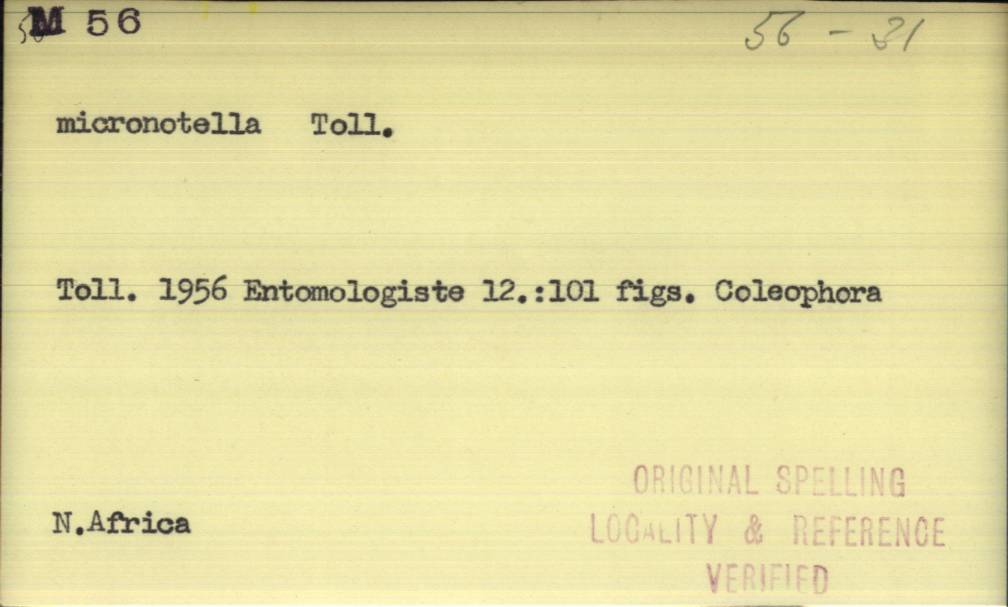 M 56
56 - 31
micronotella Toll.
Toll. 1956 Entomologiste 12.:101 figs. Coleophora
N.Africa
ORIGINAL SPELLING
LOCALITY & REFERENCE
VERIFIED